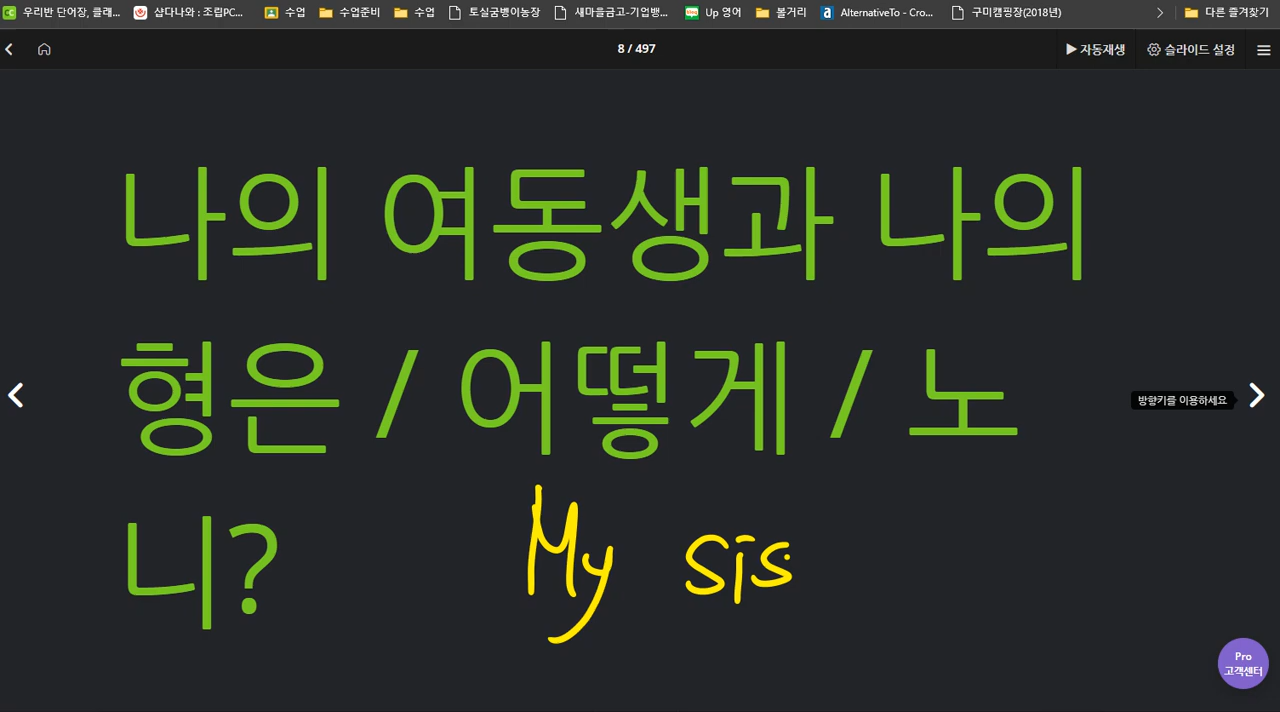 우리반 단어장, 클래... 샵다나와 : 조립PC... 수업 수업준비 수업 토실굼벵이농장 새마을금고-기업뱅... Up 영어 볼거리 AlternativeTo - Cro... 구미캠핑장(2018년) 다른 즐겨찾기
8 / 497 ▶ 자동재생 슬라이드 설정
나의 여동생과 나의
형은 / 어떻게 / 노
방향키를 이용하세요
니?
My sis
Pro
고객센터